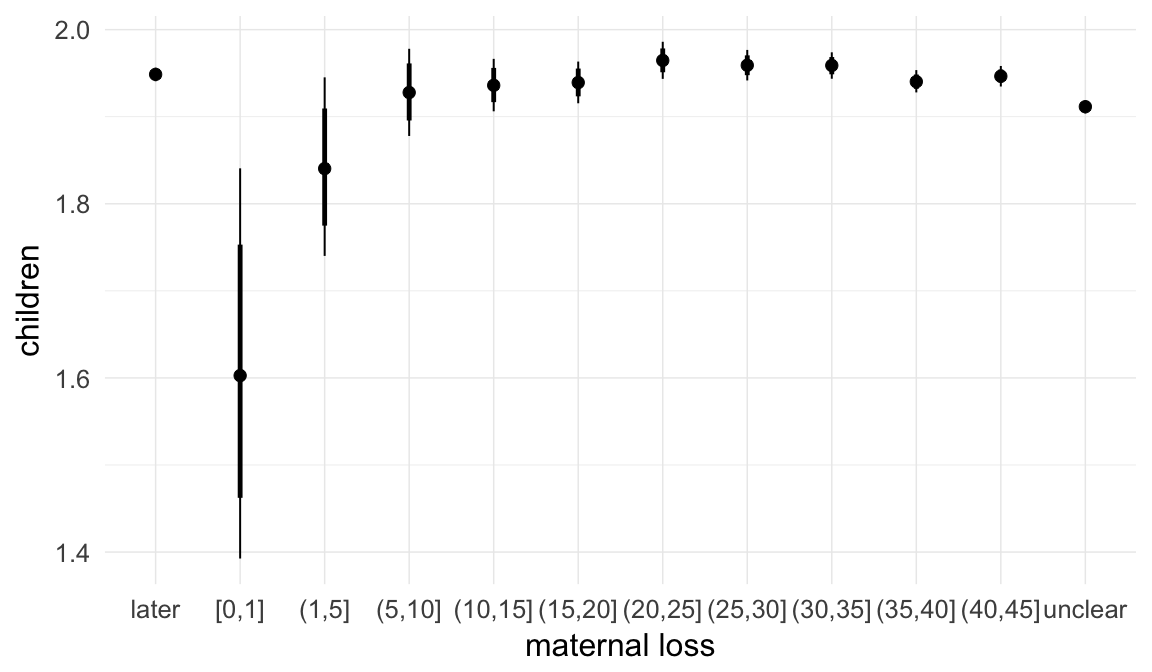 2.0
1.8
1.6
1.4
children
later [0,1] (1,5] (5,10] (10,15] (15,20] (20,25] (25,30] (30,35] (35,40] (40,45] unclear
maternal loss